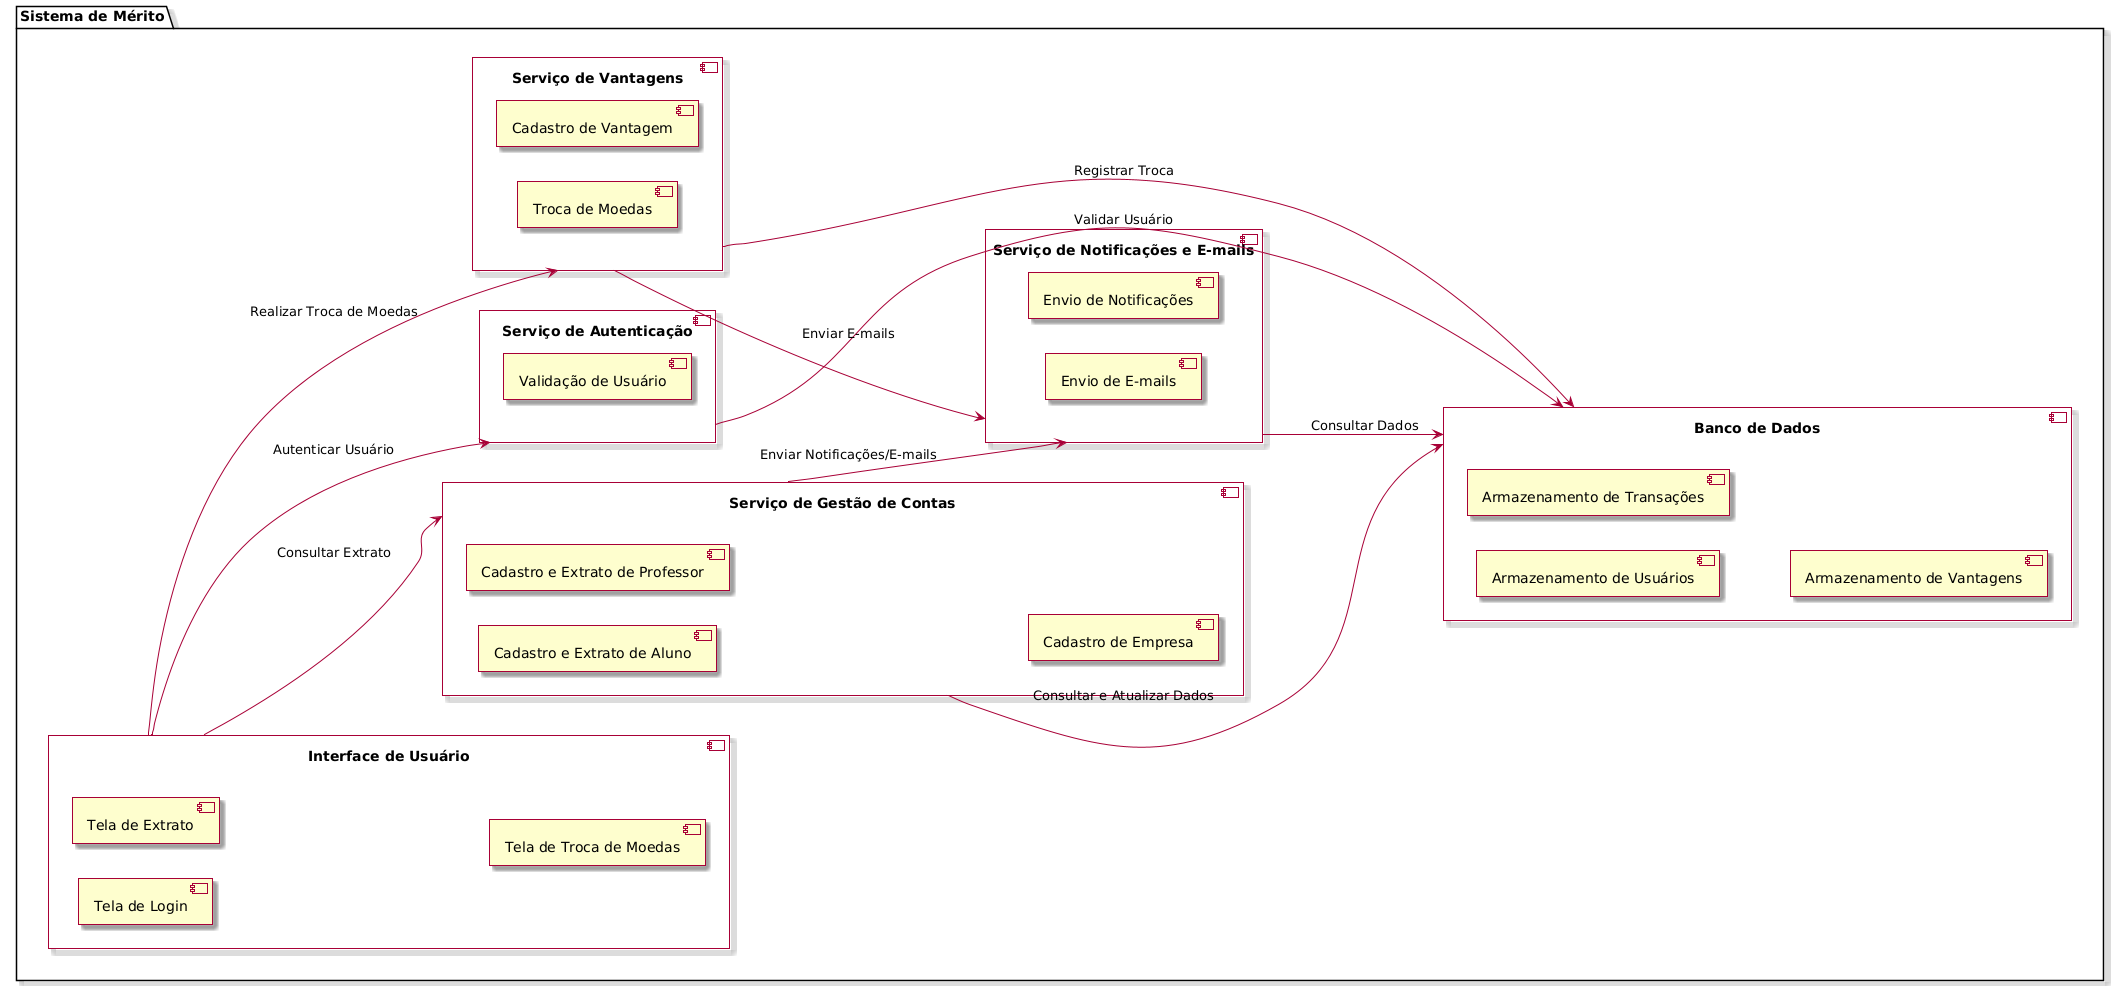 Sistema de Mérito
Serviço de Vantagens
Cadastro de Vantagem
Troca de Moedas
Registrar Troca
Validar Usuário
Serviço de Notificações e E-mails
Envio de Notificações
Envio de E-mails
Realizar Troca de Moedas
Serviço de Autenticação
Validação de Usuário
Enviar E-mails
Consultar Dados
Banco de Dados
Armazenamento de Transações
Armazenamento de Usuários
Armazenamento de Vantagens
Autenticar Usuário
Enviar Notificações/E-mails
Serviço de Gestão de Contas
Consultar Extrato
Cadastro e Extrato de Professor
Cadastro e Extrato de Aluno
Cadastro de Empresa
Consultar e Atualizar Dados
Interface de Usuário
Tela de Extrato
Tela de Troca de Moedas
Tela de Login